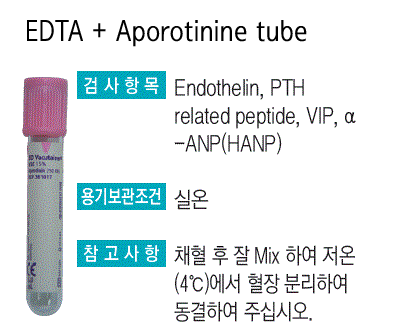 EDTA + Aporotinine tube
검 사 항 목
Endothelin, PTH
related peptide, VIP, α
-ANP(HANP)
용기보관조건
실온
참 고 사 항
채혈 후 잘 Mix 하여 저온
(4℃)에서 혈장 분리하여
동결하여 주십시오.
Vacutainer